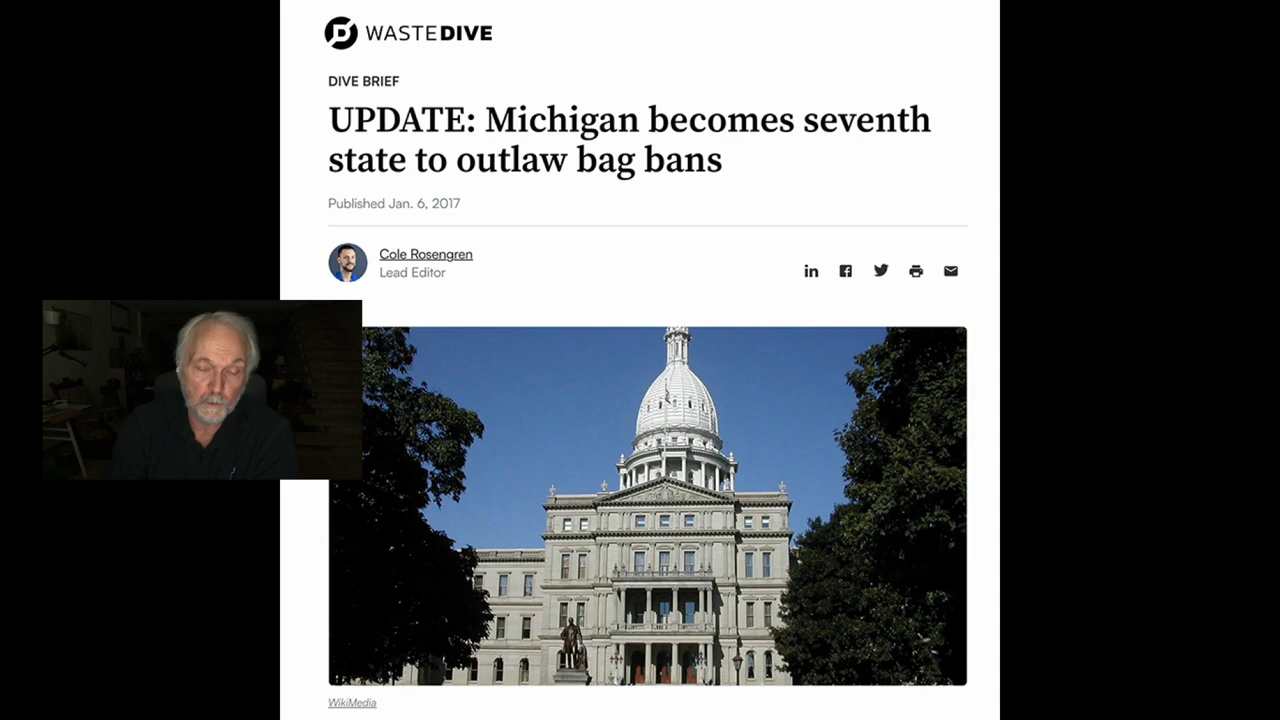 WASTEDIVE
DIVE BRIEF
UPDATE: Michigan becomes seventh
state to outlaw bag bans
Published Jan. 6, 2017
Cole Rosengren
Lead Editor
WikiMedia